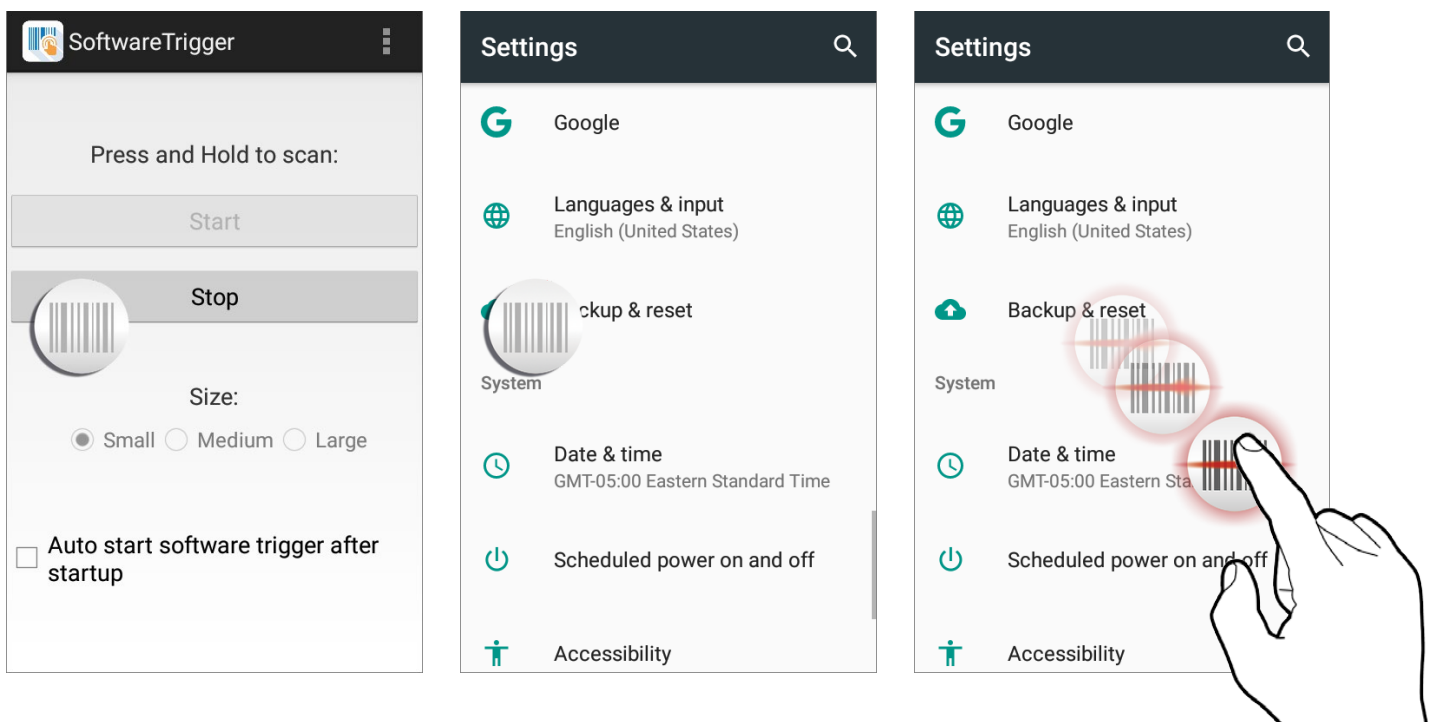 SoftwareTrigger
Press and Hold to scan:
Start
Stop
Size:
Small Medium Large
Auto start software trigger after
startup
Settings
Google
Languages & input
English (United States)
ckup & reset
System
Date & time
GMT-05:00 Eastern Standard Time
Scheduled power on and off
Accessibility
Settings
Google
Languages & input
English (United States)
Backup & reset
System
Date & time
GMT-05:00 Eastern Sta
Scheduled power on and off
Accessibility